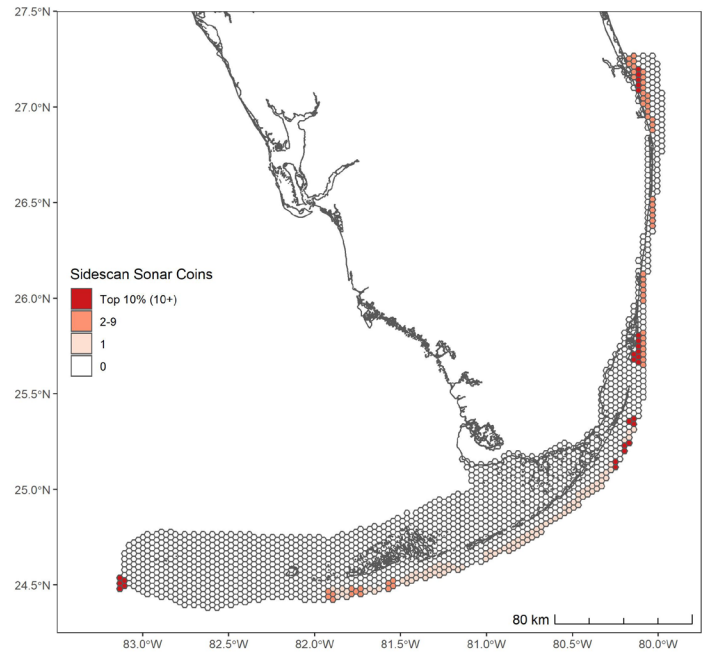 27.5°N
27.0°N
26.5°N
26.0°N
25.5°N
25.0°N
24.5°N
Sidescan Sonar Coins
Top 10% (10+)
2-9
1
0
80 km
83.0°W 82.5°W 82.0°W 81.5°W 81.0°W 80.5°W 80.0°W